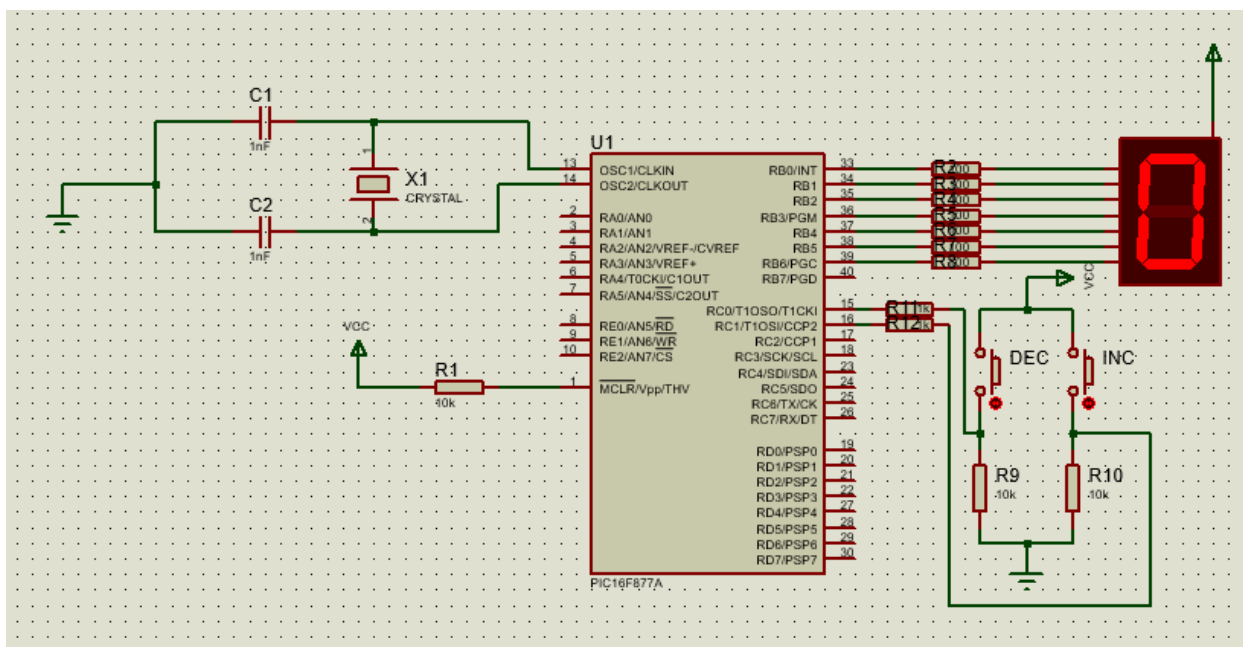 C1
1nF
X1
CRYSTAL
1
2
C2
1nF
U1
13 OSC1/CLKIN
14 OSC2/CLKOUT
2 RA0/AN0
3 RA1/AN1
4 RA2/AN2/VREF-/CVREF
5 RA3/AN3/VREF+
6 RA4/T0CKI/C1OUT
7 RA5/AN4/SS/C2OUT
8 RE0/AN5/RD
9 RE1/AN6/WR
10 RE2/AN7/CS
1 MCLR/Vpp/THV
RB0/INT 33
RB1 34
RB2 35
RB3/PGM 36
RB4 37
RB5 38
RB6/PGC 39
RB7/PGD 40
RC0/T1OSO/T1CKI 15
RC1/T1OSI/CCP2 16
RC2/CCP1 17
RC3/SCK/SCL 18
RC4/SDI/SDA 23
RC5/SDO 24
RC6/TX/CK 25
RC7/RX/DT 26
RD0/PSP0 19
RD1/PSP1 20
RD2/PSP2 21
RD3/PSP3 22
RD4/PSP4 27
RD5/PSP5 28
RD6/PSP6 29
RD7/PSP7 30
PIC16F877A
VCC
R1
R2
R3
R4
R5
R6
R7
R8
0
R11 1k
R12 1k
VCC
DEC
INC
R9
10k
R10
10k